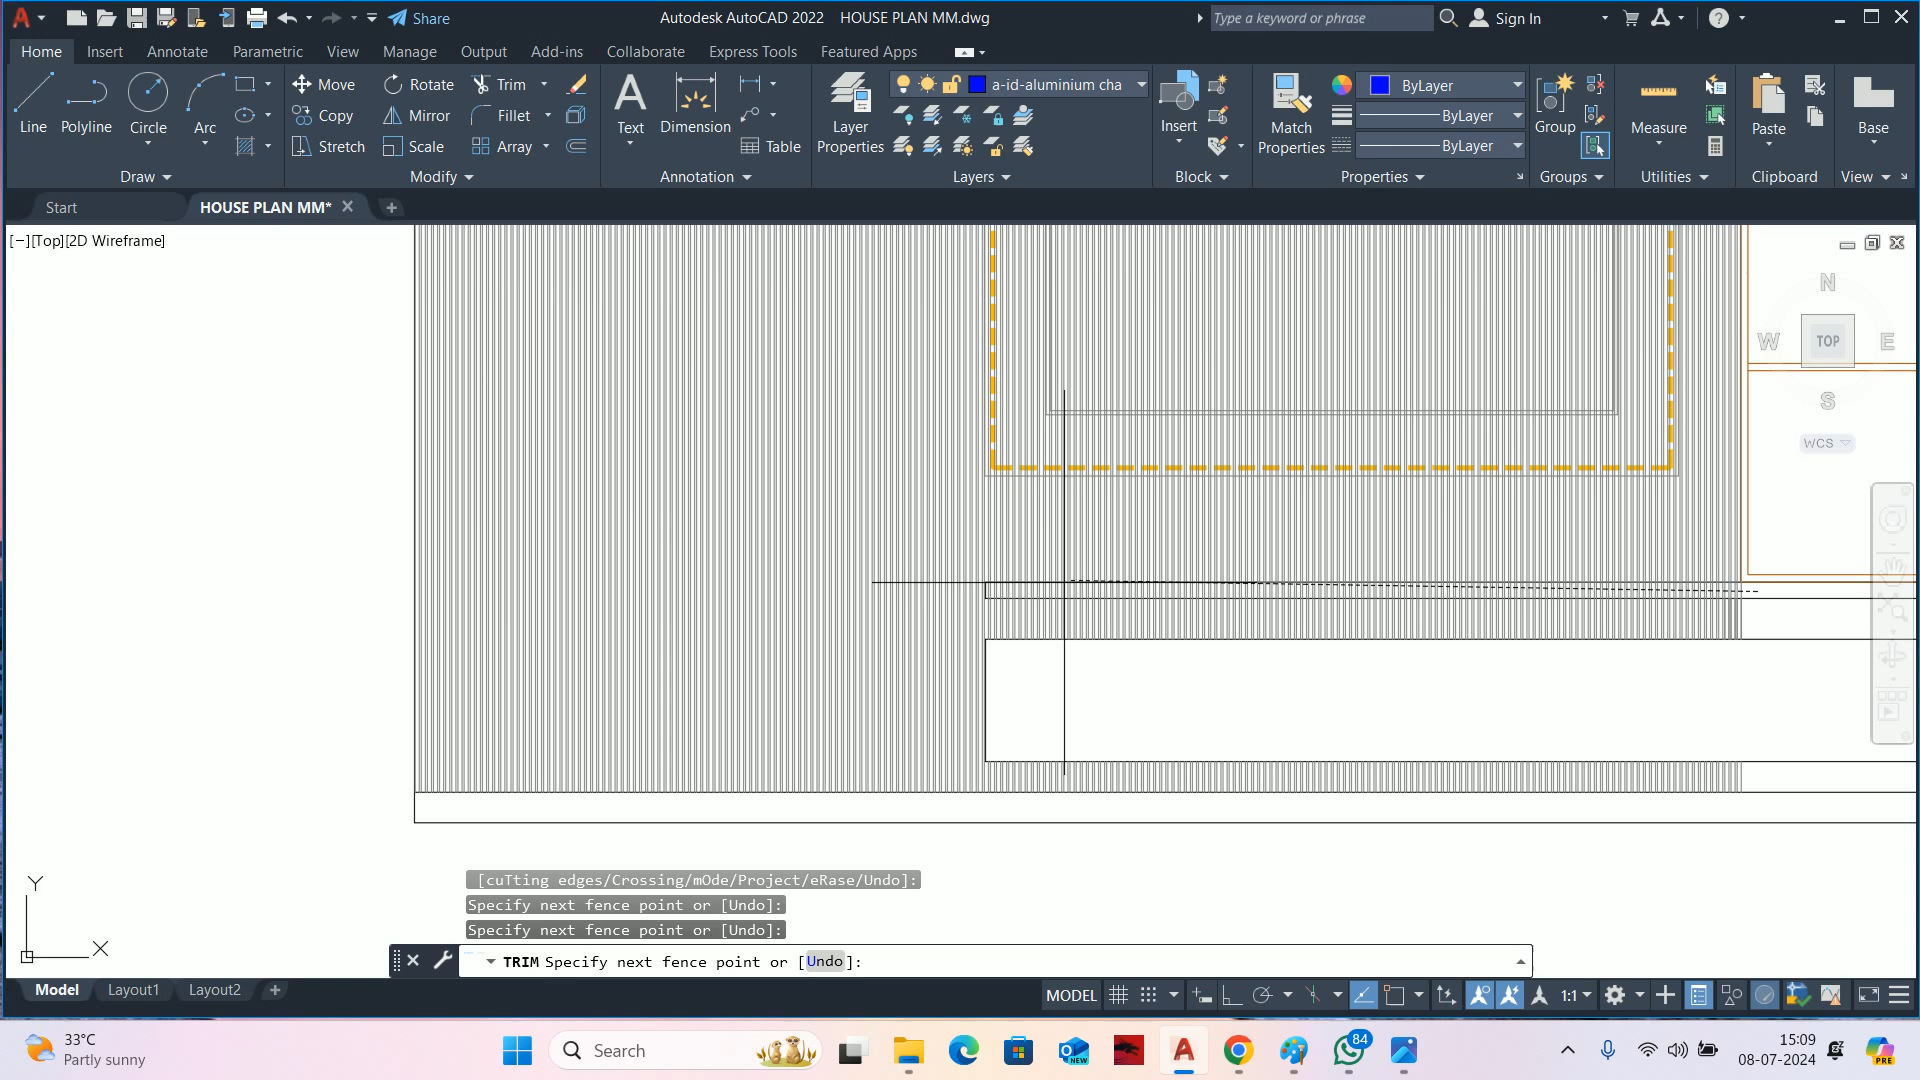 Share
Autodesk AutoCAD 2022 HOUSE PLAN MM.dwg
Type a keyword or phrase
Sign In
Home Insert Annotate Parametric View Manage Output Add-ins Collaborate Express Tools Featured Apps
Line
Polyline
Circle
Arc
Draw
Move
Rotate
Trim
Copy
Mirror
Fillet
Stretch
Scale
Array
Modify
Text
Dimension
Table
Annotation
Layer
Properties
a-id-aluminium cha
Layers
Insert
Block
Match
Properties
ByLayer
ByLayer
ByLayer
Properties
Group
Groups
Measure
Utilities
Paste
Clipboard
Base
View
Start
HOUSE PLAN MM*
[−][Top][2D Wireframe]
N
W
TOP
E
S
WCS
Y
X
[cuTting edges/Crossing/mOde/Project/eRase/Undo]:
Specify next fence point or [Undo]:
Specify next fence point or [Undo]:
TRIM Specify next fence point or [Undo]:
Model Layout1 Layout2
MODEL
1:1
33°C
Partly sunny
Search
NEW
84
15:09
08-07-2024
PRE